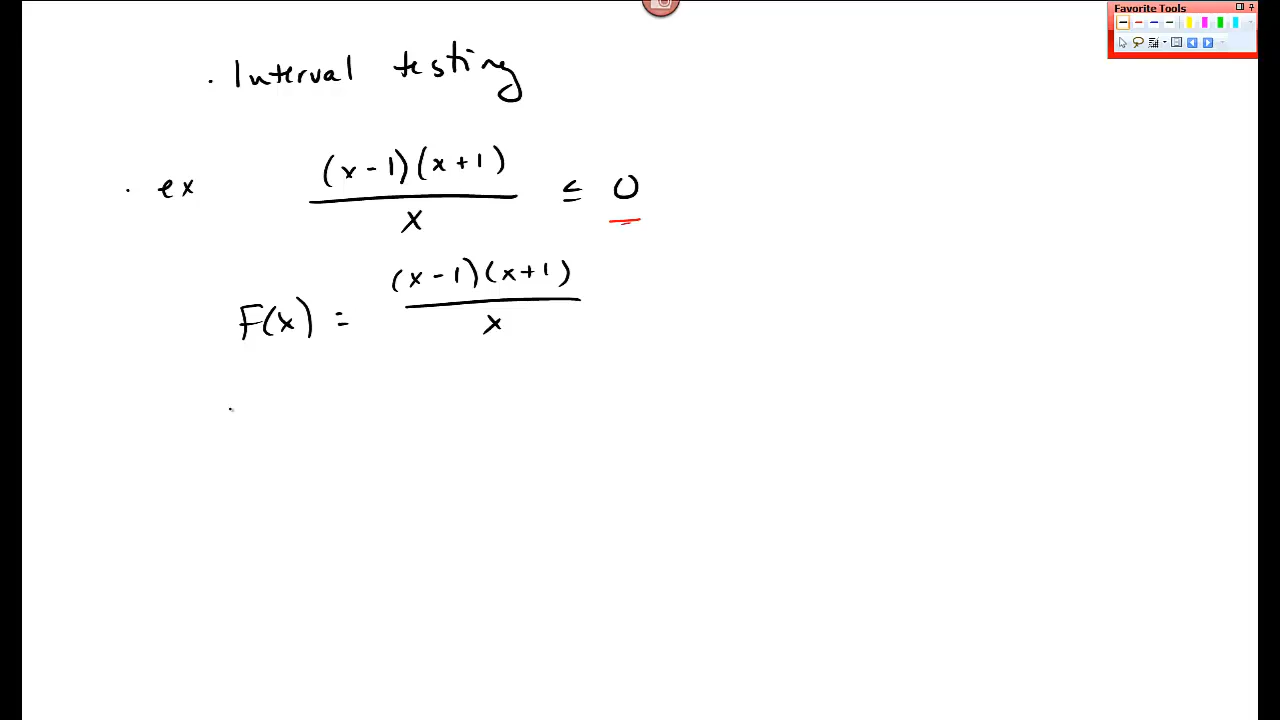 Favorite Tools
· Interval testing
· ex (x-1)(x+1)/x ≤ 0
F(x) = (x-1)(x+1)/x